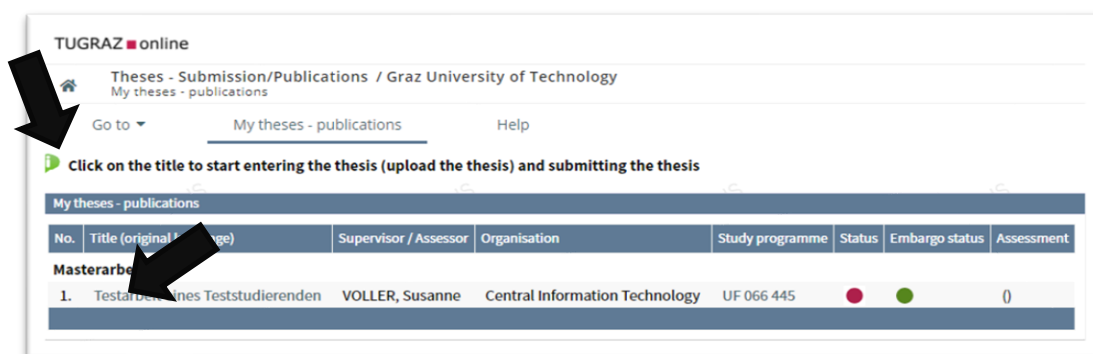 TUGRAZ online
Theses - Submission/Publications / Graz University of Technology
My theses - publications
Go to My theses - publications Help
Click on the title to start entering the thesis (upload the thesis) and submitting the thesis
My theses - publications
No. Title (original Supervisor / Assessor Organisation Study programme Status Embargo status Assessment
1. Teststudierenden VOLLER, Susanne Central Information Technology UF 066 445 ()